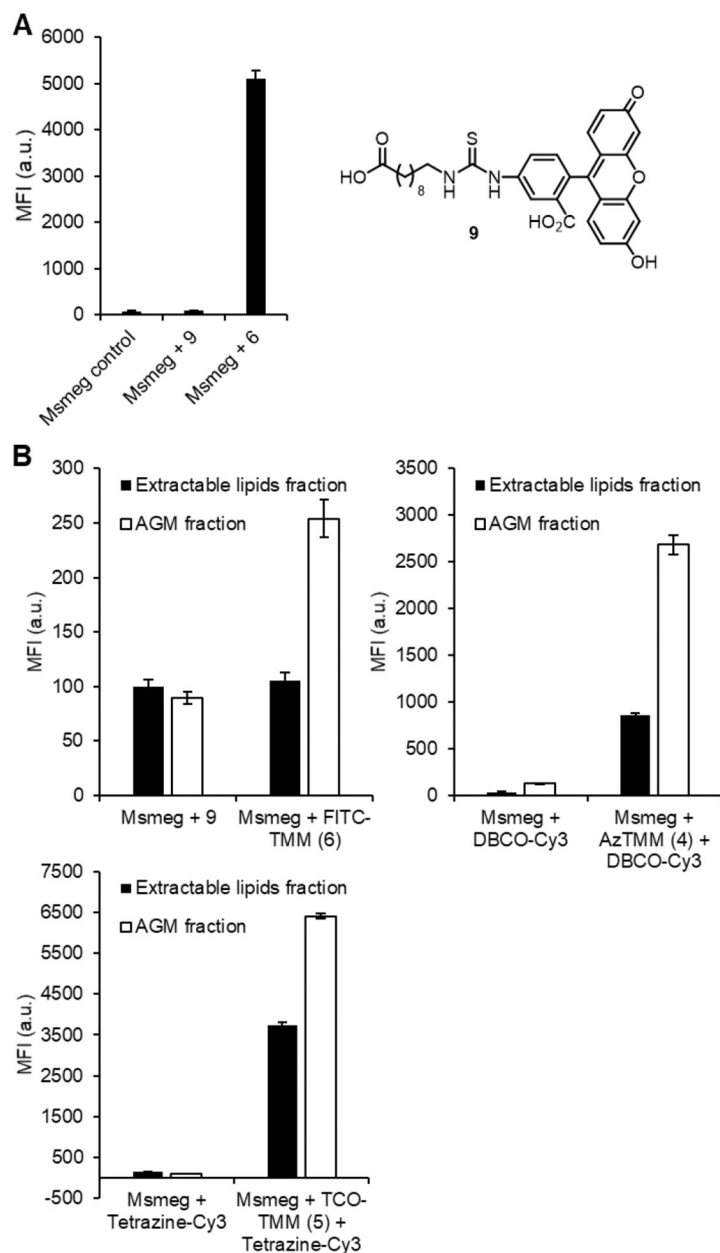 A
6000
5000
4000
3000
2000
1000
0
MFI (a.u.)
Msmeg control
Msmeg + 9
Msmeg + 6
O
HO
8
N
H
S
N
H
HO2C
O
O
OH
9
B
300
250
200
150
100
50
0
MFI (a.u.)
Extractable lipids fraction
AGM fraction
Msmeg + 9
Msmeg + FITC-
TMM (6)
3500
3000
2500
2000
1500
1000
500
0
MFI (a.u.)
Extractable lipids fraction
AGM fraction
Msmeg +
DBCO-Cy3
Msmeg +
AzTMM (4) +
DBCO-Cy3
7500
6500
5500
4500
3500
2500
1500
500
-500
MFI (a.u.)
Extractable lipids fraction
AGM fraction
Msmeg +
Tetrazine-Cy3
Msmeg + TCO-
TMM (5) +
Tetrazine-Cy3